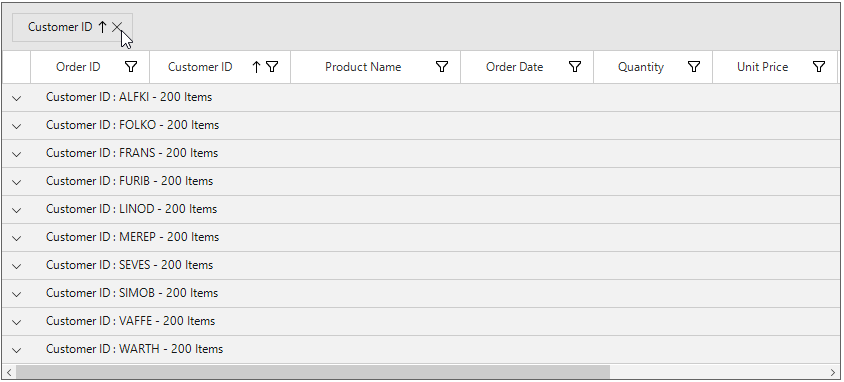 Customer ID
Order ID Customer ID Product Name Order Date Quantity Unit Price
Customer ID : ALFKI - 200 Items
Customer ID : FOLKO - 200 Items
Customer ID : FRANS - 200 Items
Customer ID : FURIB - 200 Items
Customer ID : LINOD - 200 Items
Customer ID : MEREP - 200 Items
Customer ID : SEVES - 200 Items
Customer ID : SIMOB - 200 Items
Customer ID : VAFFE - 200 Items
Customer ID : WARTH - 200 Items